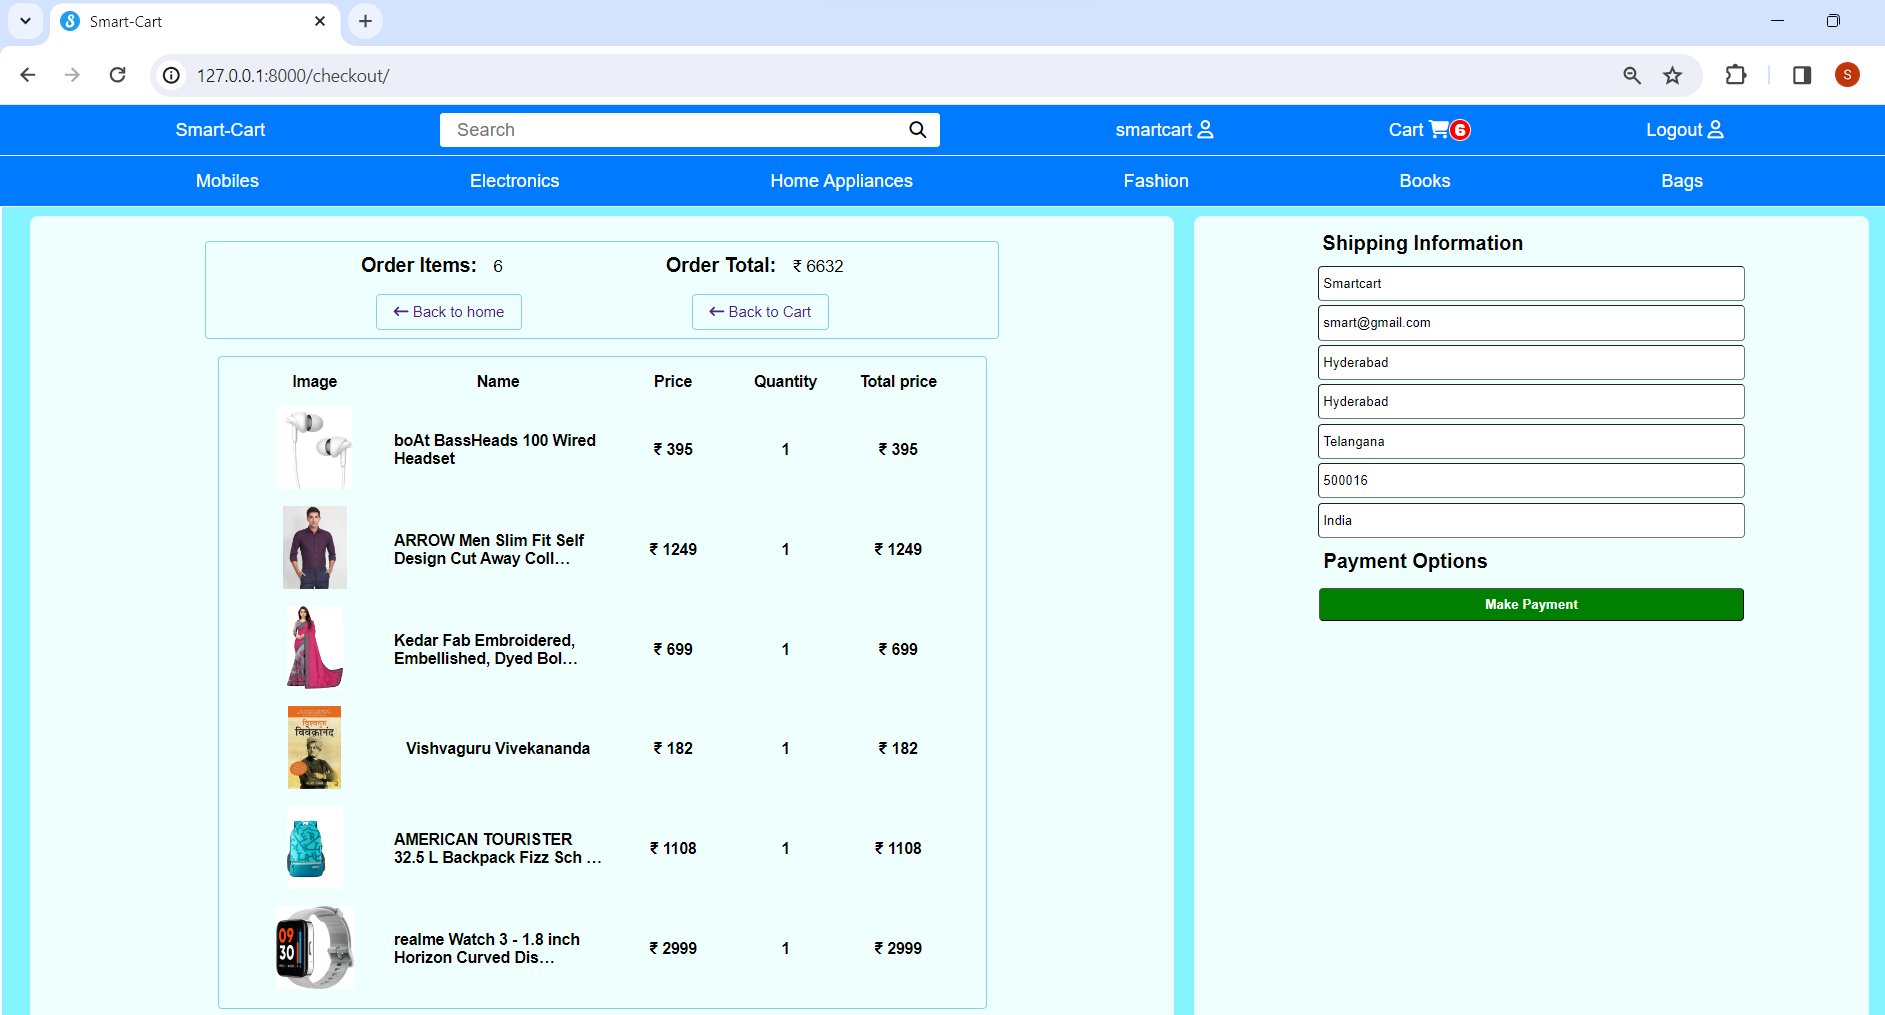 Smart-Cart
127.0.0.1:8000/checkout/
S
Smart-Cart
Search
smartcart
Cart 6
Logout
Mobiles
Electronics
Home Appliances
Fashion
Books
Bags
Order Items: 6
Order Total: ₹ 6632
← Back to home
← Back to Cart
Image Name Price Quantity Total price
boAt BassHeads 100 Wired
Headset
₹ 395 1 ₹ 395
ARROW Men Slim Fit Self
Design Cut Away Coll...
₹ 1249 1 ₹ 1249
Kedar Fab Embroidered,
Embellished, Dyed Bol...
₹ 699 1 ₹ 699
विश्वगुरु
विवेकानंद
Vishvaguru Vivekananda
₹ 182 1 ₹ 182
AMERICAN TOURISTER
32.5 L Backpack Fizz Sch ...
₹ 1108 1 ₹ 1108
09
30
realme Watch 3 - 1.8 inch
Horizon Curved Dis...
₹ 2999 1 ₹ 2999
Shipping Information
Smartcart
smart@gmail.com
Hyderabad
Hyderabad
Telangana
500016
India
Payment Options
Make Payment